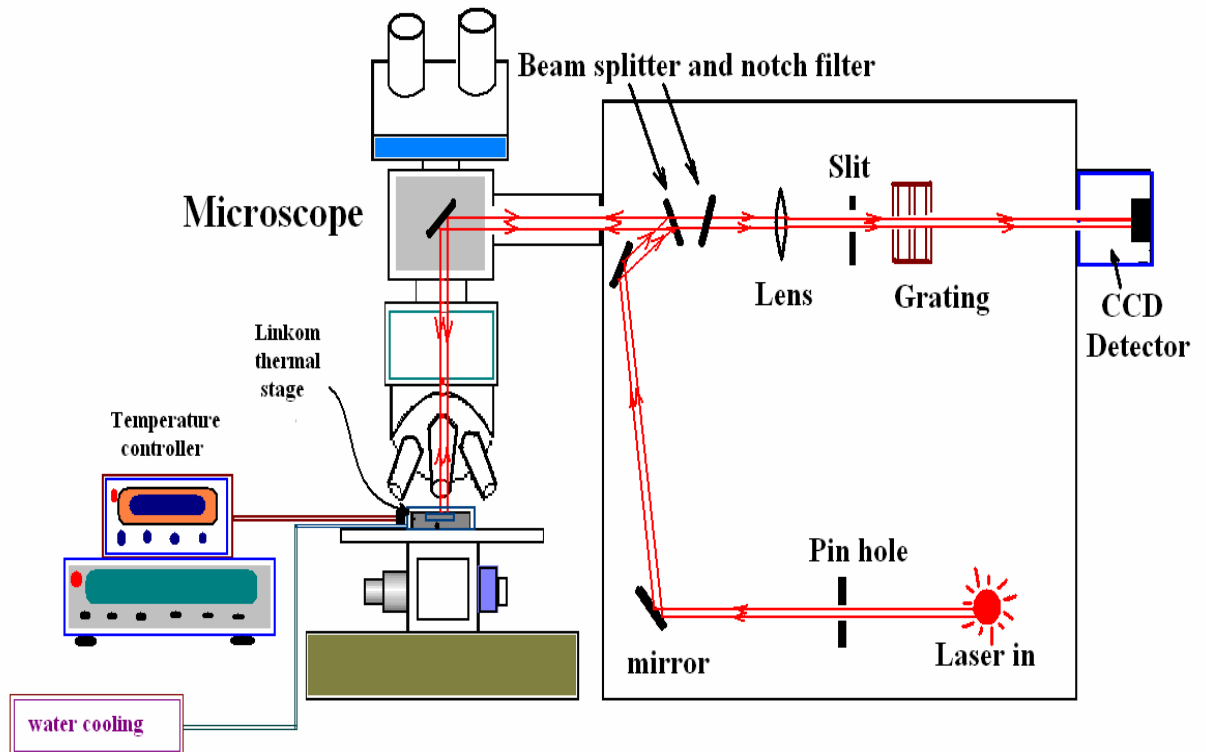 Beam splitter and notch filter
Slit
Microscope
Lens
Grating
CCD
Detector
Linkom
thermal
stage
Temperature
controller
Pin hole
mirror
Laser in
water cooling